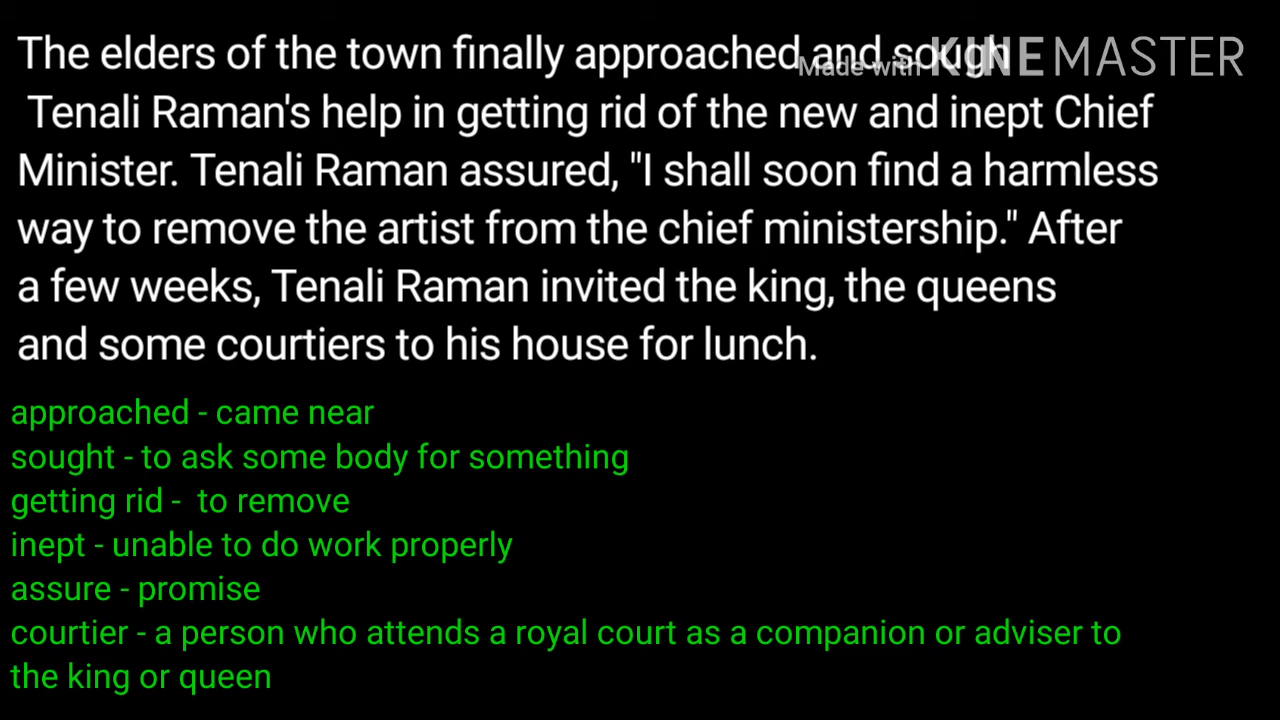 The elders of the town finally approached and sough
Made with KINEMASTER
Tenali Raman's help in getting rid of the new and inept Chief
Minister. Tenali Raman assured, "I shall soon find a harmless
way to remove the artist from the chief ministership." After
a few weeks, Tenali Raman invited the king, the queens
and some courtiers to his house for lunch.
approached - came near
sought - to ask some body for something
getting rid - to remove
inept - unable to do work properly
assure - promise
courtier - a person who attends a royal court as a companion or adviser to
the king or queen